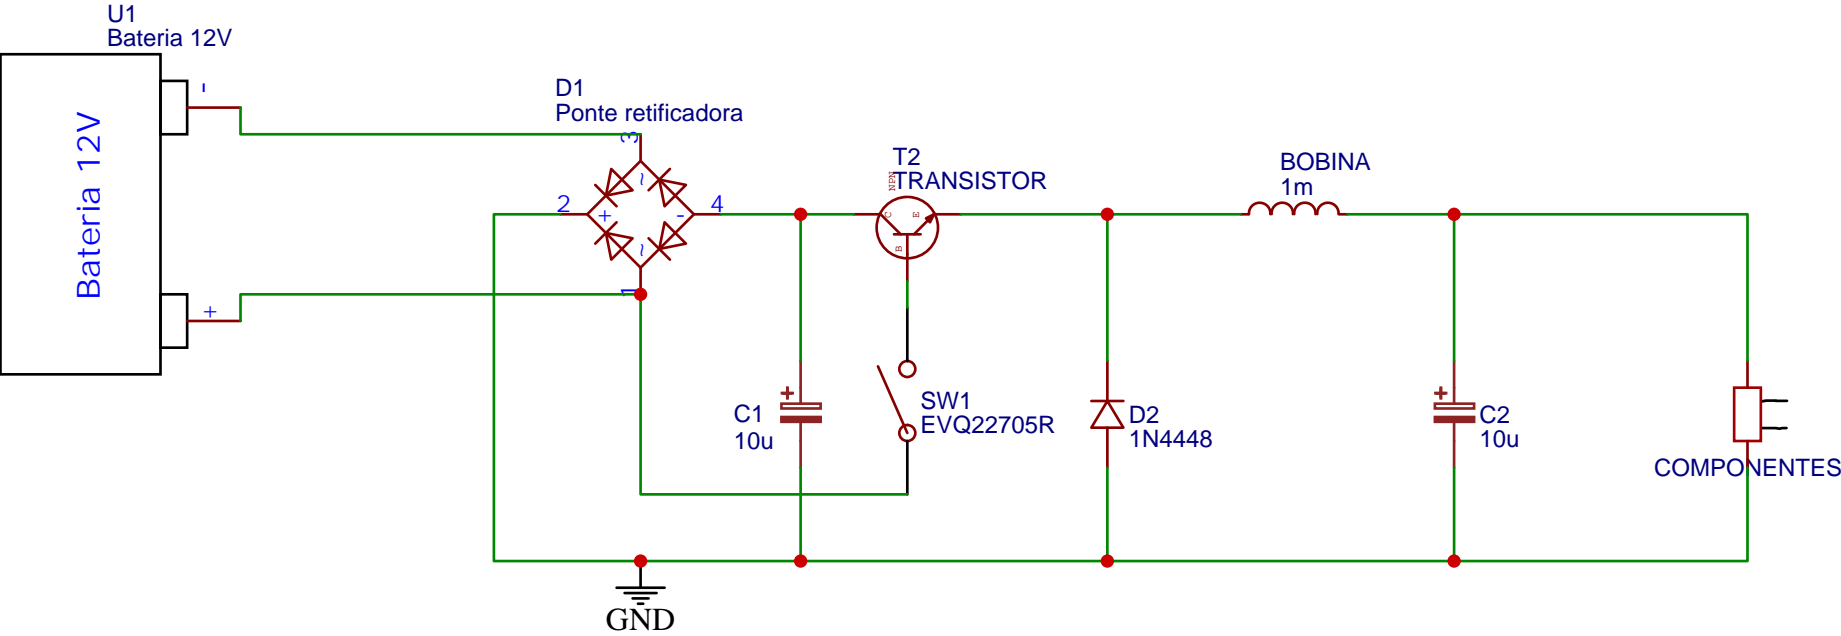 U1
Bateria 12V
Bateria 12V
-
+
D1
Ponte retificadora
3
~
2
+
-
4
~
1
T2
TRANSISTOR
NPN
C
E
B
BOBINA
1m
+
C1
10u
SW1
EVQ22705R
D2
1N4448
+
C2
10u
COMPONENTES
GND